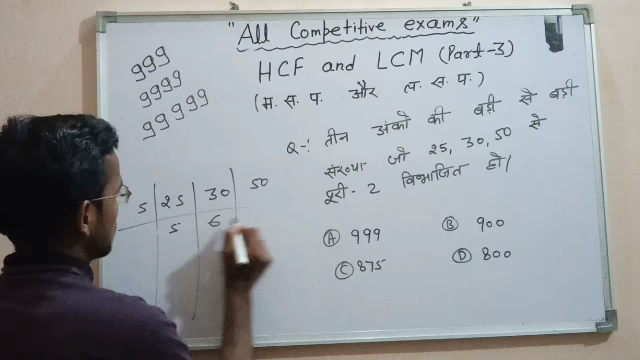 "All Competitive exams"
HCF and LCM (Part-3)
(म. स. प. और ल. स. प.)
999
9999
99999
Q-: तीन अंको की बड़ी से बड़ी
संख्या जो 25, 30, 50 से
पूरी-2 विभाजित हो।
(A) 999
(B) 900
(C) 875
(D) 800
5 25 30 50
5 6